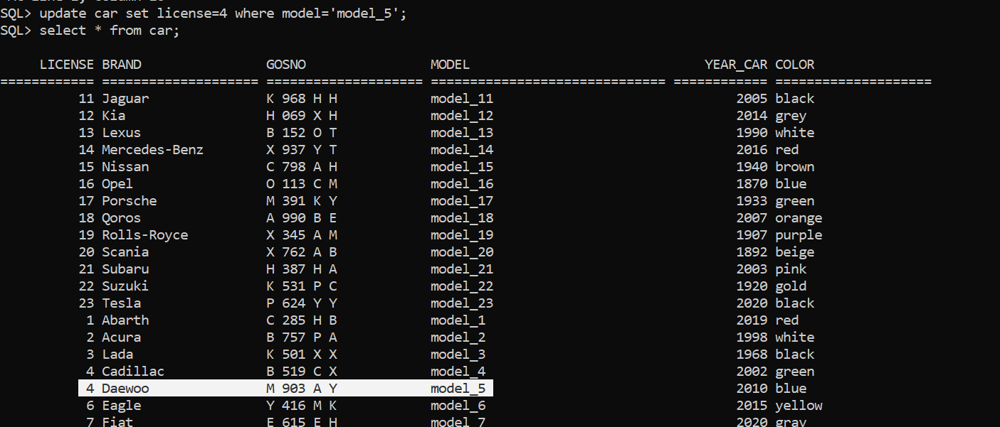 SQL> update car set license=4 where model='model_5';
SQL> select * from car;
LICENSE BRAND GOSNO MODEL YEAR_CAR COLOR
============ ==================== ==================== ============================== ============ ====================
11 Jaguar K 968 H H model_11 2005 black
12 Kia H 069 X H model_12 2014 grey
13 Lexus B 152 O T model_13 1990 white
14 Mercedes-Benz X 937 Y T model_14 2016 red
15 Nissan C 798 A H model_15 1940 brown
16 Opel O 113 C M model_16 1870 blue
17 Porsche M 391 K Y model_17 1933 green
18 Qoros A 990 B E model_18 2007 orange
19 Rolls-Royce X 345 A M model_19 1907 purple
20 Scania X 762 A B model_20 1892 beige
21 Subaru H 387 H A model_21 2003 pink
22 Suzuki K 531 P C model_22 1920 gold
23 Tesla P 624 Y Y model_23 2020 black
1 Abarth C 285 H B model_1 2019 red
2 Acura B 757 P A model_2 1998 white
3 Lada K 501 X X model_3 1968 black
4 Cadillac B 519 C X model_4 2002 green
4 Daewoo M 903 A Y model_5 2010 blue
6 Eagle Y 416 M K model_6 2015 yellow
7 Fiat E 615 E H model_7 2020 gray